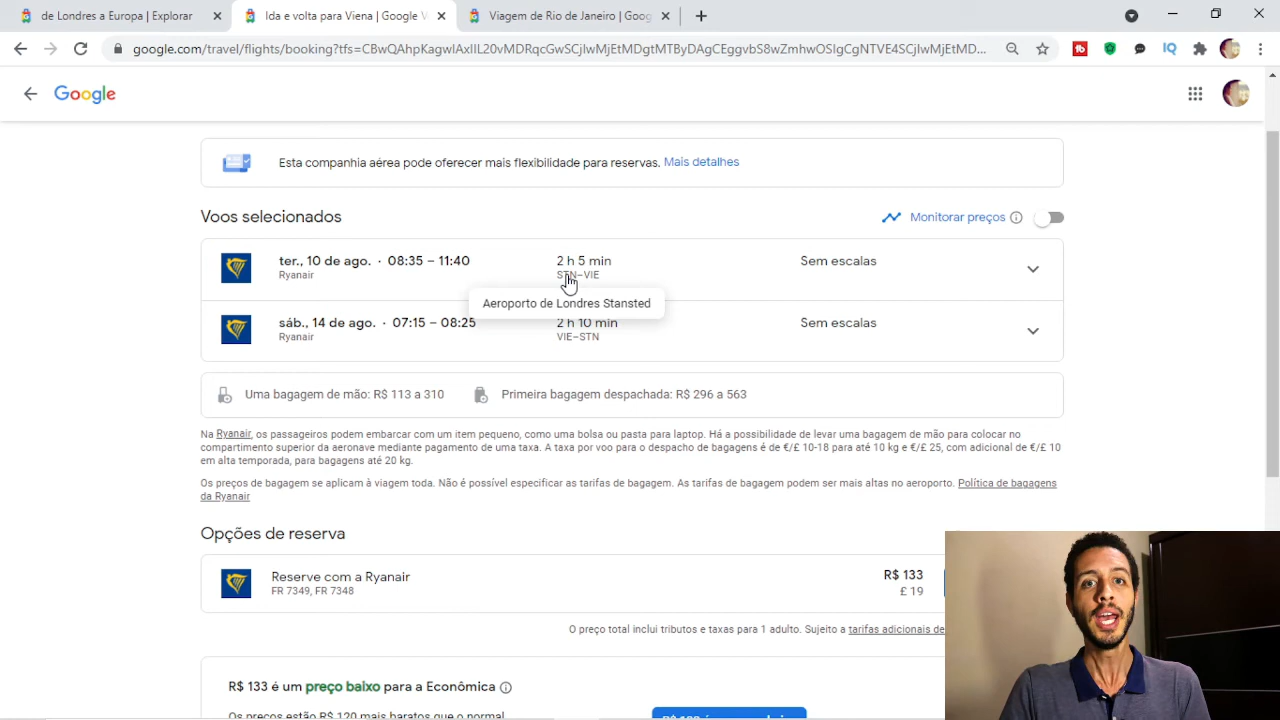 de Londres a Europa | Explorar
Ida e volta para Viena | Google V
Viagem de Rio de Janeiro | Goog
google.com/travel/flights/booking?tfs=CBwQAhpKagwIAxIIL20vMDRqcGwSCjIwMjEtMDgtMTByDAgCEggvbS8wZmhwOSIgCgNTVE4SCjIwMjEtMD...
Google
Esta companhia aérea pode oferecer mais flexibilidade para reservas. Mais detalhes
Voos selecionados
Monitorar preços
ter., 10 de ago. · 08:35 – 11:40
2 h 5 min
Sem escalas
Ryanair
STN–VIE
Aeroporto de Londres Stansted
sáb., 14 de ago. · 07:15 – 08:25
2 h 10 min
Sem escalas
Ryanair
VIE–STN
Uma bagagem de mão: R$ 113 a 310
Primeira bagagem despachada: R$ 296 a 563
Na Ryanair, os passageiros podem embarcar com um item pequeno, como uma bolsa ou pasta para laptop. Há a possibilidade de levar uma bagagem de mão para colocar no
compartimento superior da aeronave mediante pagamento de uma taxa. A taxa por voo para o despacho de bagagens é de €/£ 10-18 para até 10 kg e €/£ 25, com adicional de €/£ 10
em alta temporada, para bagagens até 20 kg.
Os preços de bagagem se aplicam à viagem toda. Não é possível especificar as tarifas de bagagem. As tarifas de bagagem podem ser mais altas no aeroporto. Política de bagagens
da Ryanair
Opções de reserva
Reserve com a Ryanair
R$ 133
FR 7349, FR 7348
£ 19
O preço total inclui tributos e taxas para 1 adulto. Sujeito a tarifas adicionais de
R$ 133 é um preço baixo para a Econômica
Os preços estão R$ 120 mais baratos que o normal